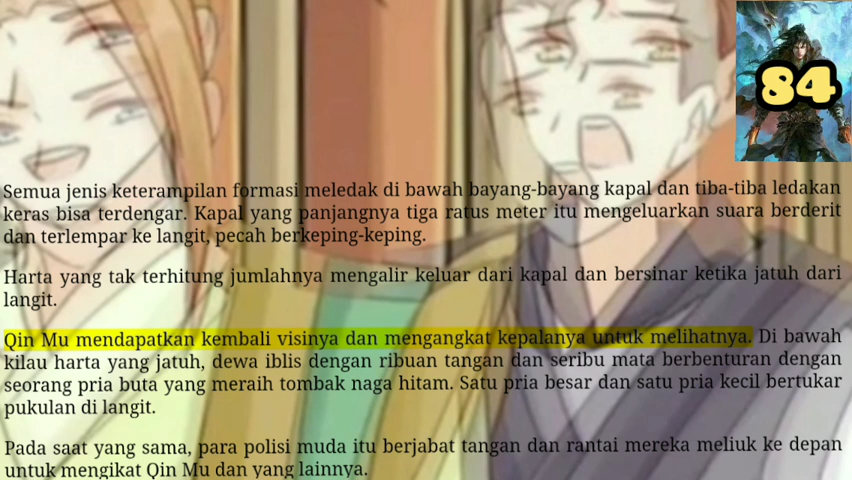 84
Semua jenis keterampilan formasi meledak di bawah bayang-bayang kapal dan tiba-tiba ledakan
keras bisa terdengar. Kapal yang panjangnya tiga ratus meter itu mengeluarkan suara berderit
dan terlempar ke langit, pecah berkeping-keping.
Harta yang tak terhitung jumlahnya mengalir keluar dari kapal dan bersinar ketika jatuh dari
langit.
Qin Mu mendapatkan kembali visinya dan mengangkat kepalanya untuk melihatnya. Di bawah
kilau harta yang jatuh, dewa iblis dengan ribuan tangan dan seribu mata berbenturan dengan
seorang pria buta yang meraih tombak naga hitam. Satu pria besar dan satu pria kecil bertukar
pukulan di langit.
Pada saat yang sama, para polisi muda itu berjabat tangan dan rantai mereka meliuk ke depan
untuk mengikat Qin Mu dan yang lainnya.